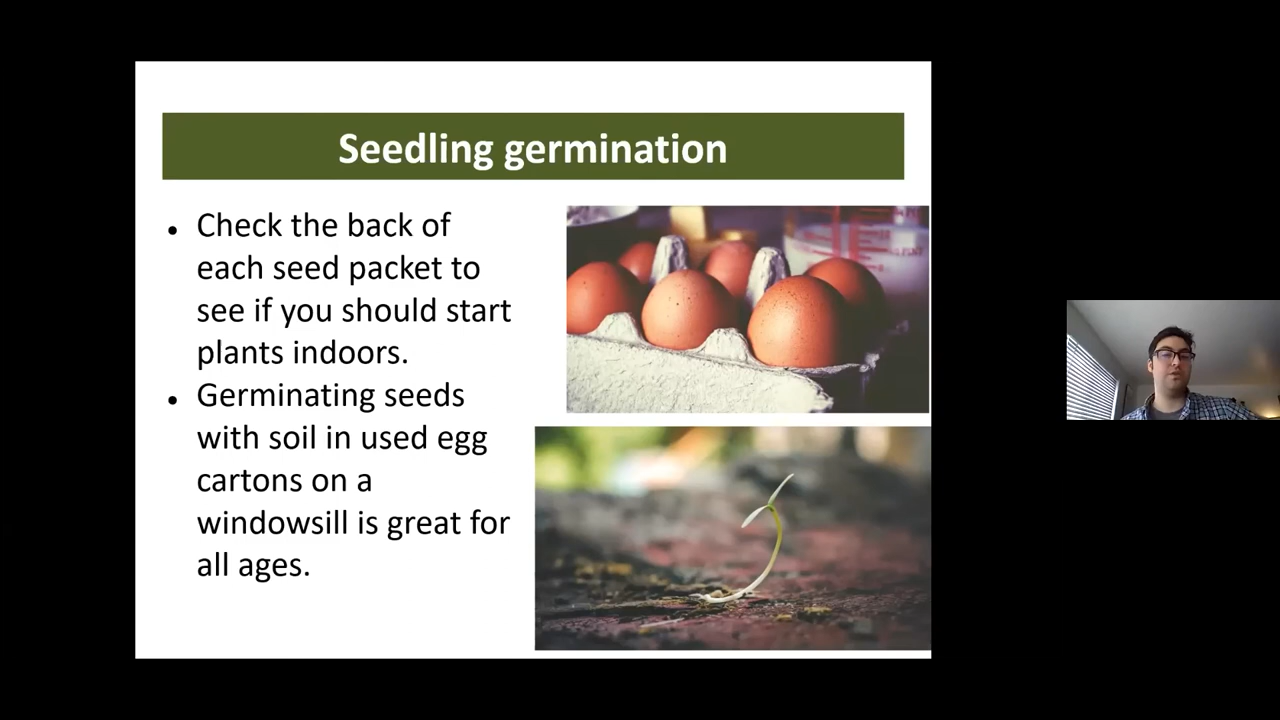 Seedling germination
• Check the back of
each seed packet to
see if you should start
plants indoors.
• Germinating seeds
with soil in used egg
cartons on a
windowsill is great for
all ages.